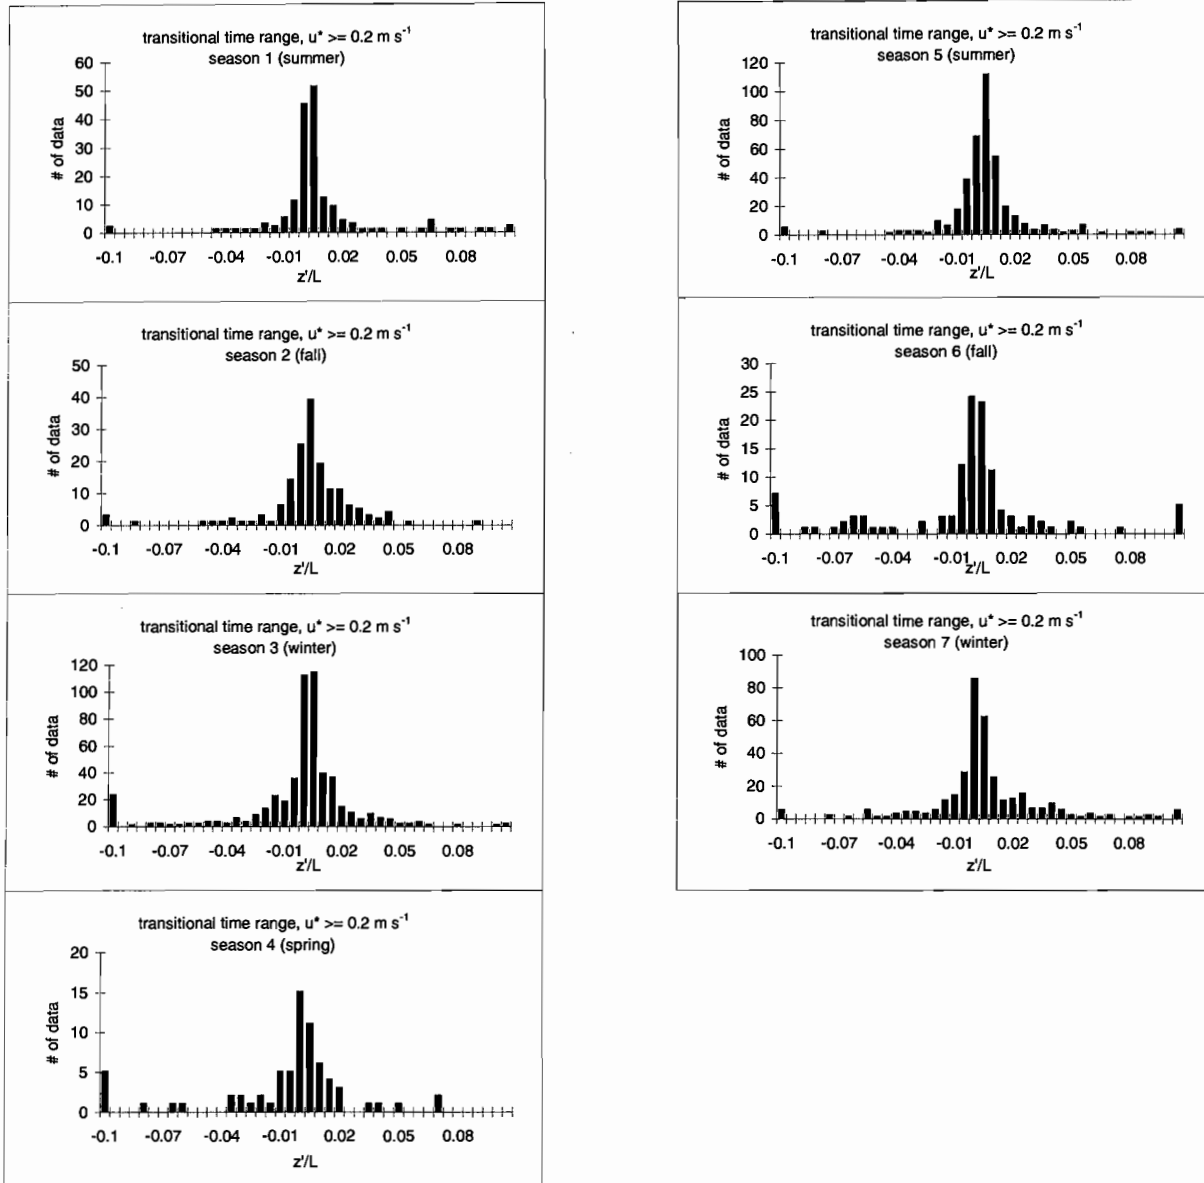 transitional time range, u* >= 0.2 m s-1
season 1 (summer)
60
50
40
30
20
10
0
# of data
-0.1 -0.07 -0.04 -0.01 0.02 0.05 0.08
z'/L
transitional time range, u* >= 0.2 m s-1
season 2 (fall)
50
40
30
20
10
0
# of data
-0.1 -0.07 -0.04 -0.01 0.02 0.05 0.08
z'/L
transitional time range, u* >= 0.2 m s-1
season 3 (winter)
120
100
80
60
40
20
0
# of data
-0.1 -0.07 -0.04 -0.01 0.02 0.05 0.08
z'/L
transitional time range, u* >= 0.2 m s-1
season 4 (spring)
20
15
10
5
0
# of data
-0.1 -0.07 -0.04 -0.01 0.02 0.05 0.08
z'/L
transitional time range, u* >= 0.2 m s-1
season 5 (summer)
120
100
80
60
40
20
0
# of data
-0.1 -0.07 -0.04 -0.01 0.02 0.05 0.08
z'/L
transitional time range, u* >= 0.2 m s-1
season 6 (fall)
30
25
20
15
10
5
0
# of data
-0.1 -0.07 -0.04 -0.01 0.02 0.05 0.08
z'/L
transitional time range, u* >= 0.2 m s-1
season 7 (winter)
100
80
60
40
20
0
# of data
-0.1 -0.07 -0.04 -0.01 0.02 0.05 0.08
z'/L